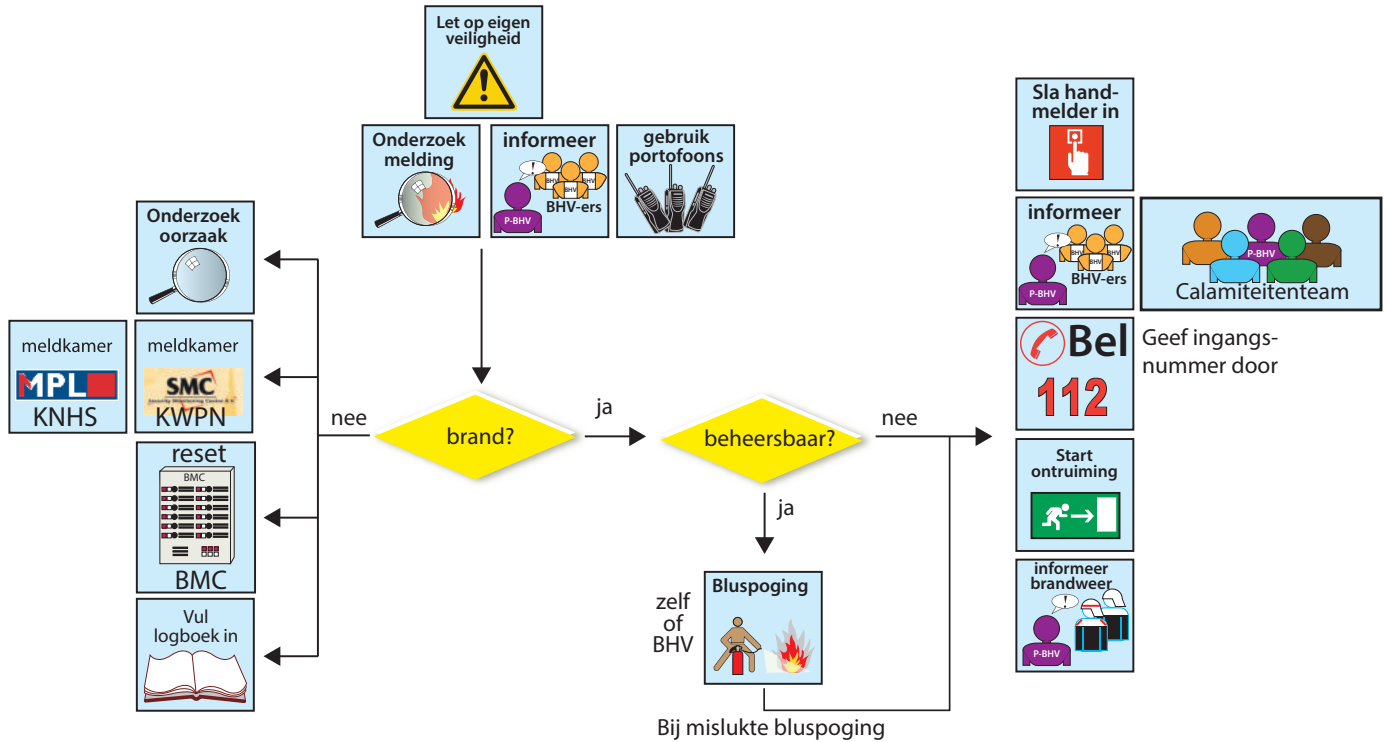 Let op eigen
veiligheid
Onderzoek
melding
informeer
!
BHV
BHV
BHV
P-BHV
BHV-ers
gebruik
portofoons
Onderzoek
oorzaak
meldkamer
MPL
KNHS
meldkamer
SMC
KWPN
reset
BMC
BMC
Vul
logboek in
nee
brand?
ja
beheersbaar?
nee
ja
zelf
of
BHV
Bluspoging
Bij mislukte bluspoging
Sla hand-
melder in
informeer
!
BHV
BHV
BHV
P-BHV
BHV-ers
P-BHV
Calamiteitenteam
Bel
112
Geef ingangs-
nummer door
Start
ontruiming
informeer
brandweer
!
P-BHV